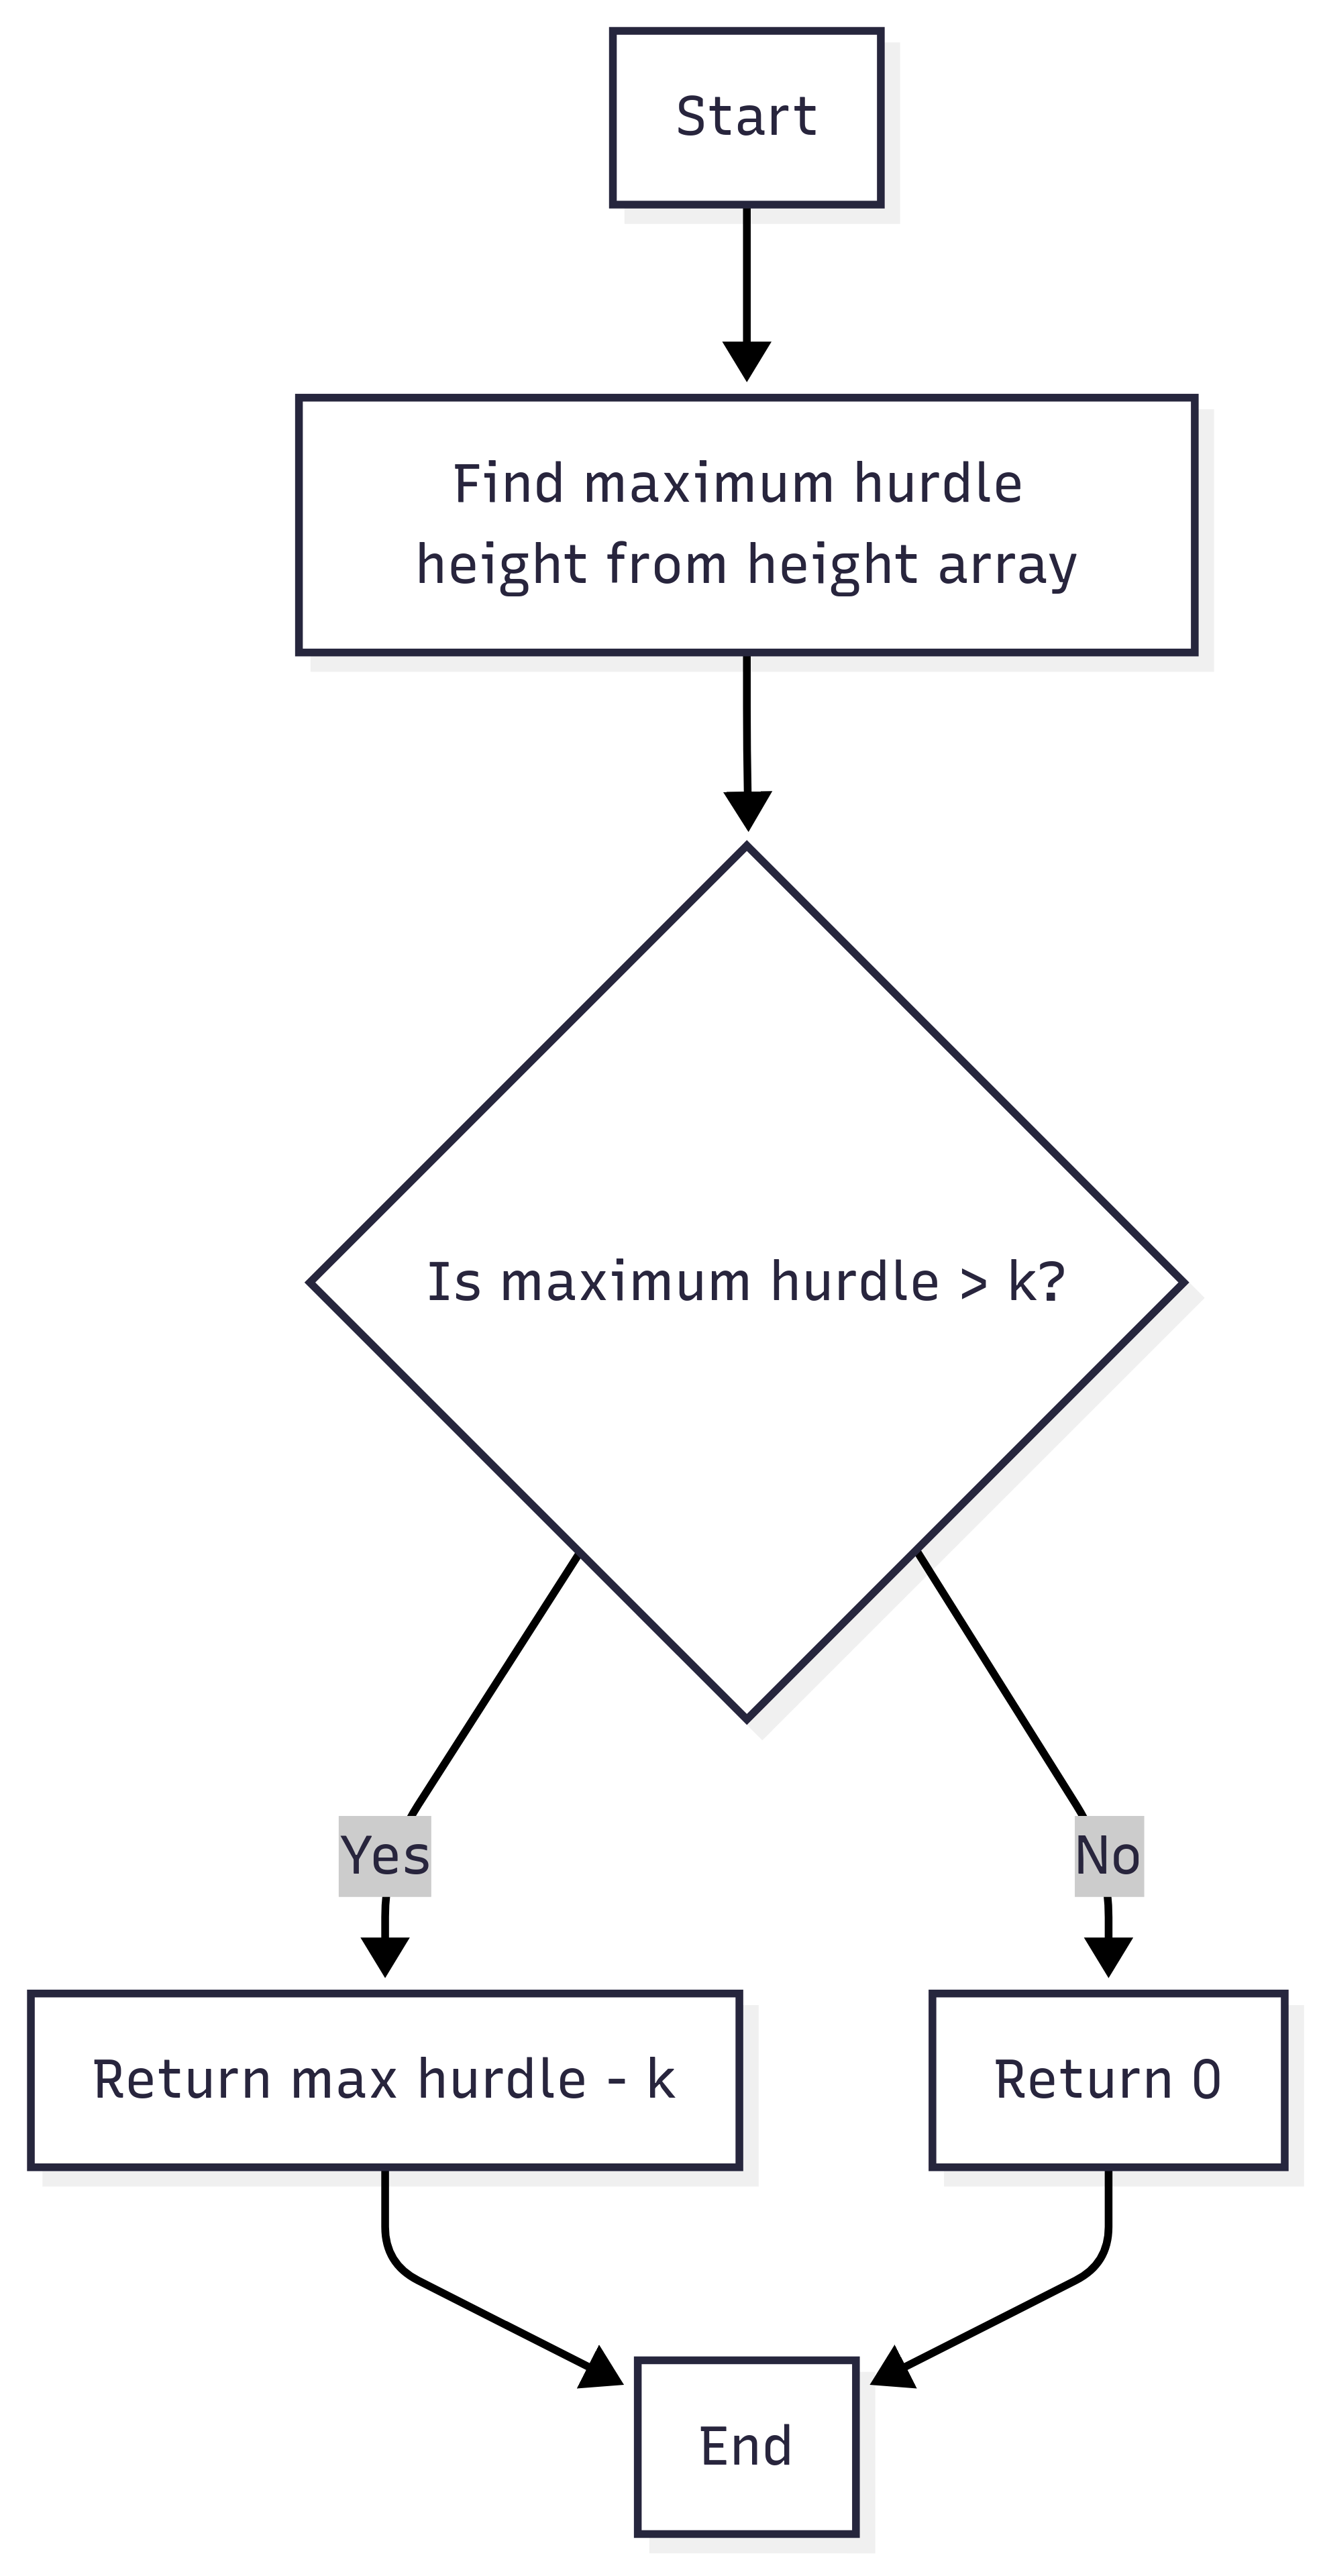 Start
Find maximum hurdle
height from height array
Is maximum hurdle > k?
Yes
No
Return max hurdle - k
Return 0
End